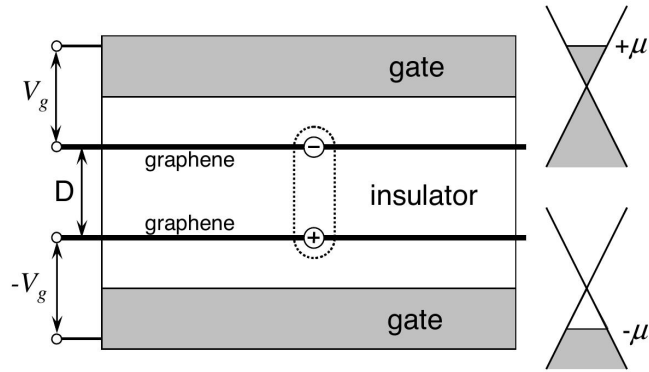 gate
+μ
V_g
−
graphene
D
insulator
graphene
+
-V_g
gate
-μ